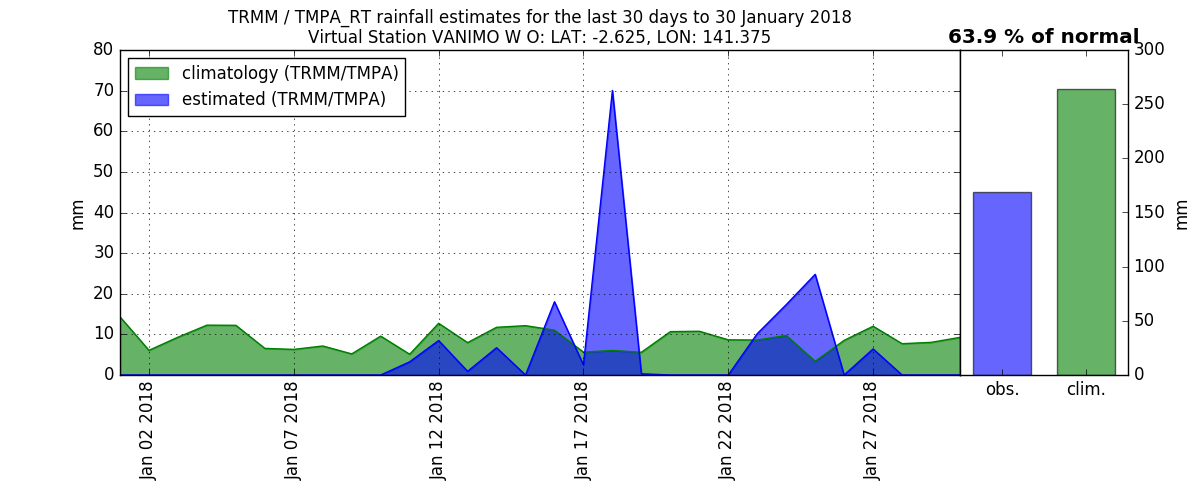 TRMM / TMPA_RT rainfall estimates for the last 30 days to 30 January 2018
Virtual Station VANIMO W O: LAT: -2.625, LON: 141.375
63.9 % of normal
climatology (TRMM/TMPA)
estimated (TRMM/TMPA)
mm
80
70
60
50
40
30
20
10
0
Jan 02 2018
Jan 07 2018
Jan 12 2018
Jan 17 2018
Jan 22 2018
Jan 27 2018
obs.
clim.
300
250
200
150
100
50
0
mm